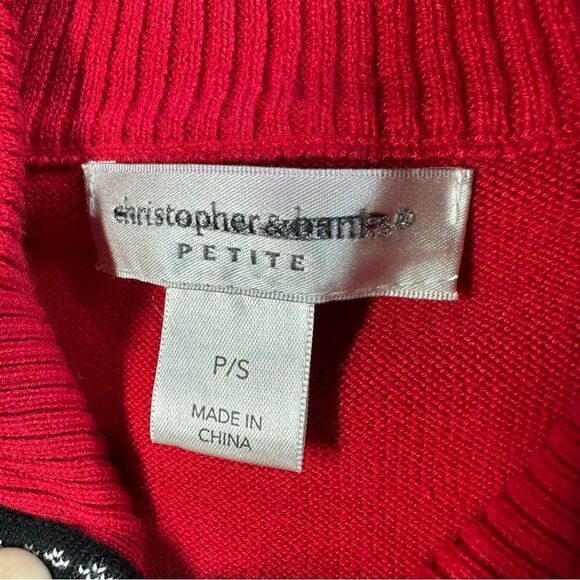 christopher & banks®
PETITE
P/S
MADE IN
CHINA